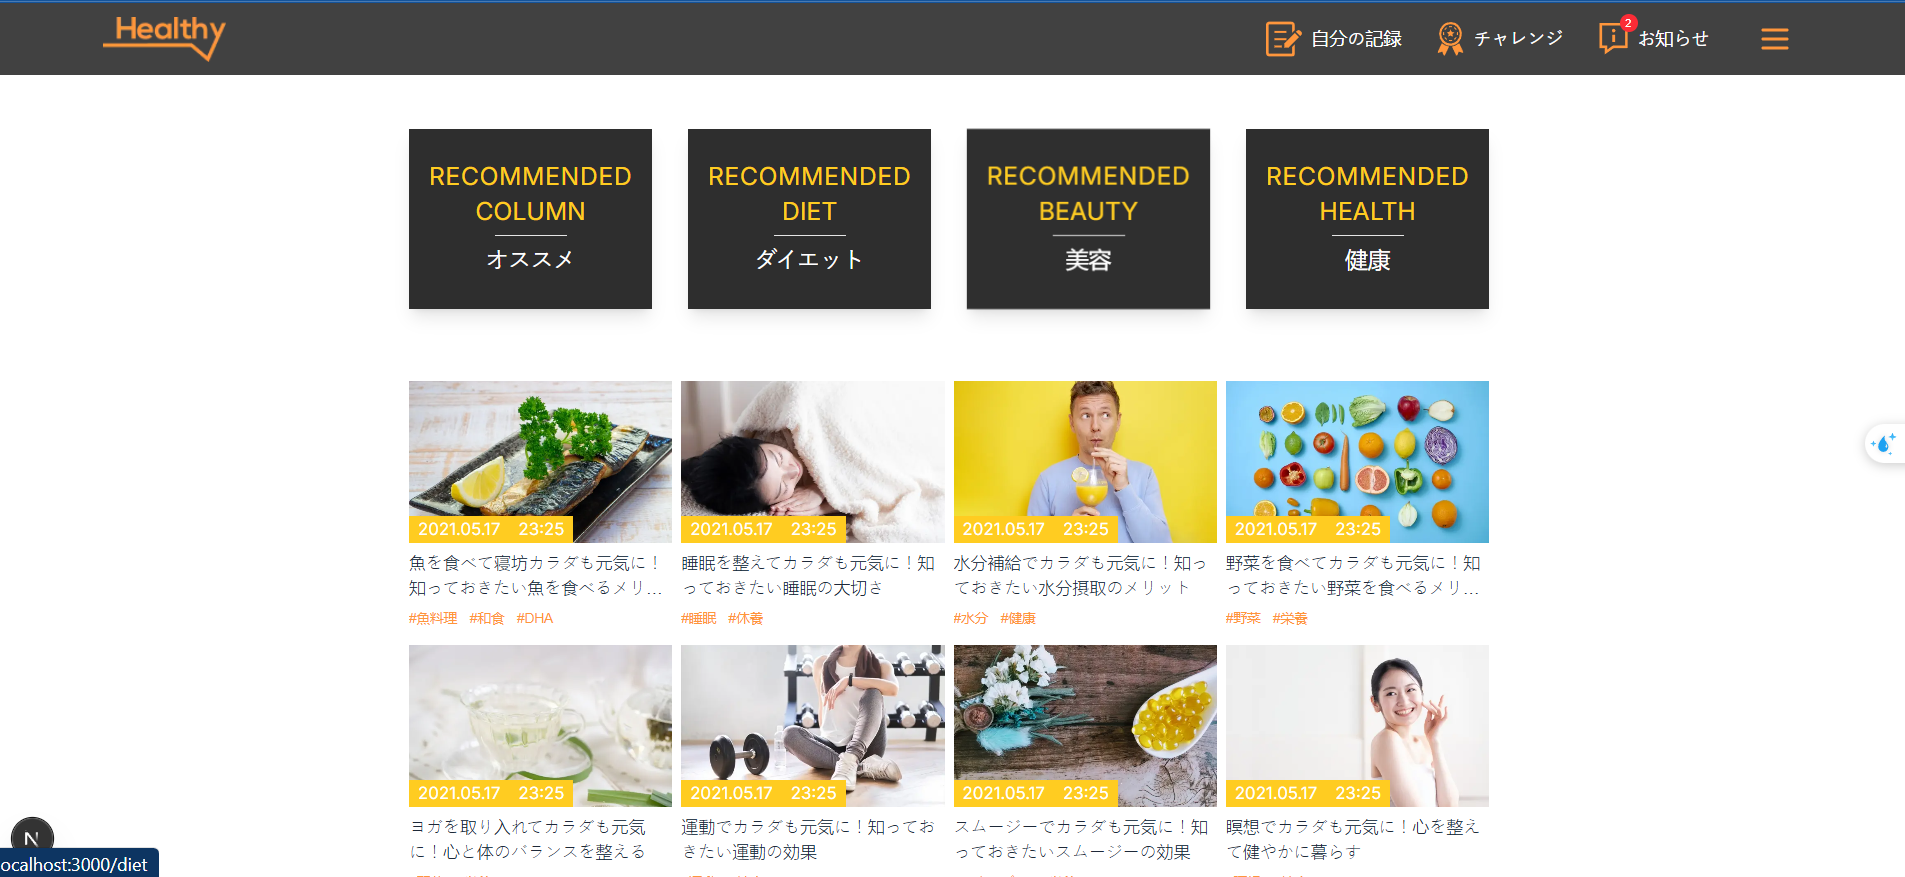 Healthy
自分の記録
チャレンジ
2
お知らせ
RECOMMENDED
COLUMN
オススメ
RECOMMENDED
DIET
ダイエット
RECOMMENDED
BEAUTY
美容
RECOMMENDED
HEALTH
健康
2021.05.17 23:25
魚を食べて寝坊カラダも元気に！
知っておきたい魚を食べるメリ…
#魚料理 #和食 #DHA
2021.05.17 23:25
睡眠を整えてカラダも元気に！知
っておきたい睡眠の大切さ
#睡眠 #休養
2021.05.17 23:25
水分補給でカラダも元気に！知っ
ておきたい水分摂取のメリット
#水分 #健康
2021.05.17 23:25
野菜を食べてカラダも元気に！知
っておきたい野菜を食べるメリ…
#野菜 #栄養
2021.05.17 23:25
ヨガを取り入れてカラダも元気
に！心と体のバランスを整える
2021.05.17 23:25
運動でカラダも元気に！知ってお
きたい運動の効果
2021.05.17 23:25
スムージーでカラダも元気に！知
っておきたいスムージーの効果
2021.05.17 23:25
瞑想でカラダも元気に！心を整え
て健やかに暮らす
N
ocalhost:3000/diet